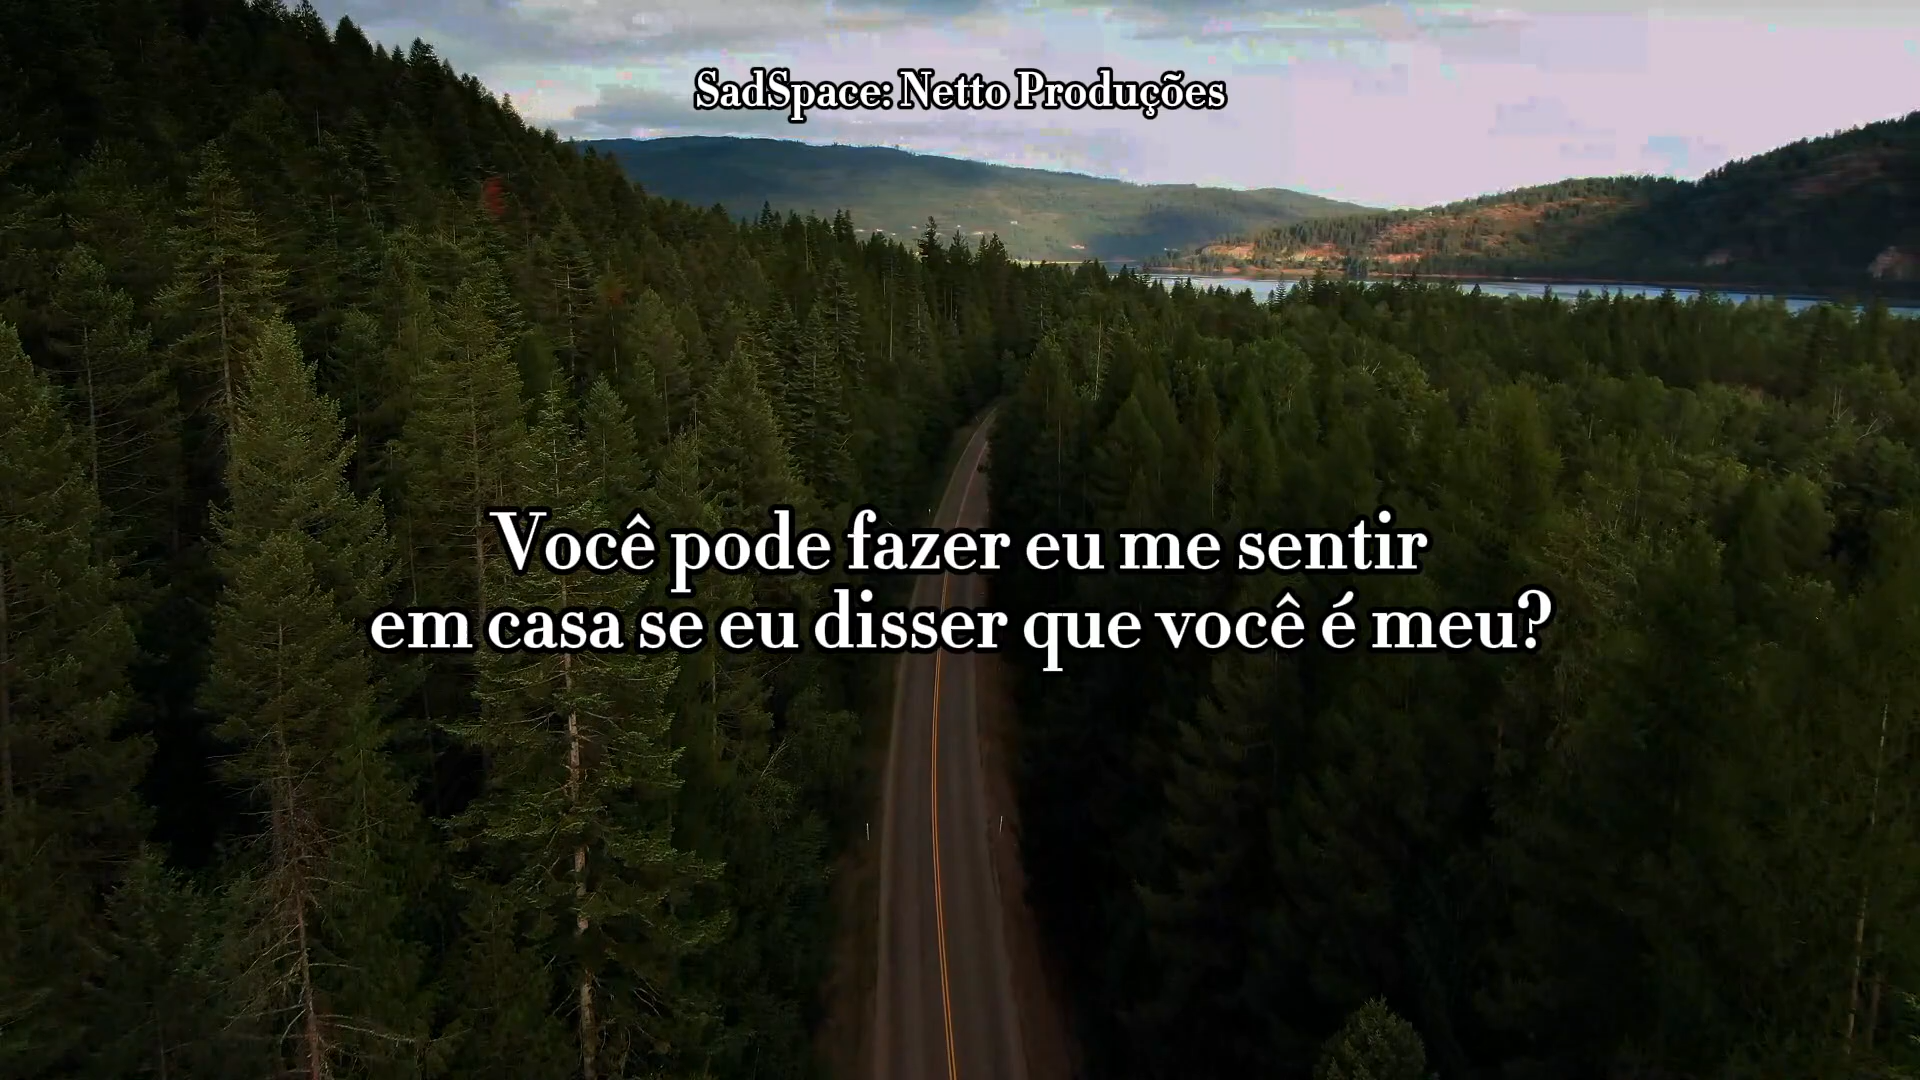 SadSpace: Netto Produções
Você pode fazer eu me sentir
em casa se eu disser que você é meu?